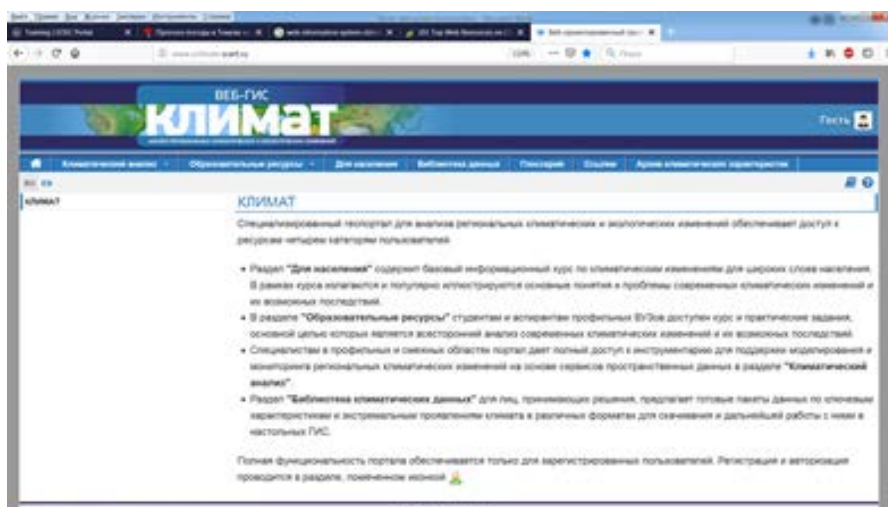 ВЕБ-ГИС
климат
Гость
Климатический анализ Образовательные ресурсы Для населения Библиотека данных Глоссарий Ссылки Архив климатических характеристик
КЛИМАТ
КЛИМАТ
Специализированный геопортал для анализа региональных климатических и экологических изменений обеспечивает доступ к
ресурсам четырем категориям пользователей
• Раздел "Для населения" содержит базовый информационный курс по климатическим изменениям для широких слоев населения.
В рамках курса излагаются и популярно иллюстрируются основные понятия и проблемы современных климатических изменений и
их возможных последствий.
• В разделе "Образовательные ресурсы" студентам и аспирантам профильных ВУЗов доступен курс и практические задания,
основной целью которых является всесторонний анализ современных климатических изменений и их возможных последствий.
• Специалистам в профильных и смежных областях портал дает полный доступ к инструментарию для поддержки моделирования и
мониторинга региональных климатических изменений на основе сервисов пространственных данных в разделе "Климатический
анализ".
• Раздел "Библиотека климатических данных" для лиц, принимающих решения, предлагает готовые пакеты данных по ключевым
характеристикам и экстремальным проявлениям климата в различных форматах для скачивания и дальнейшей работы с ними в
настольных ГИС.
Полная функциональность портала обеспечивается только для зарегистрированных пользователей. Регистрация и авторизация
проводится в разделе, помеченном иконкой